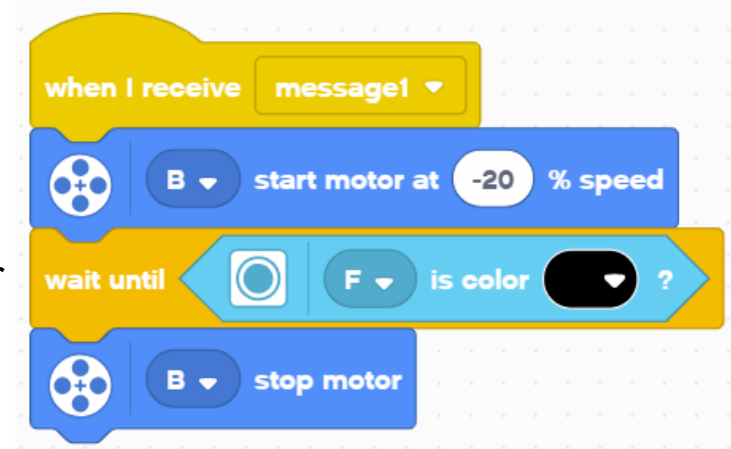 when I receive message1
B start motor at -20 % speed
wait until F is color ?
B stop motor